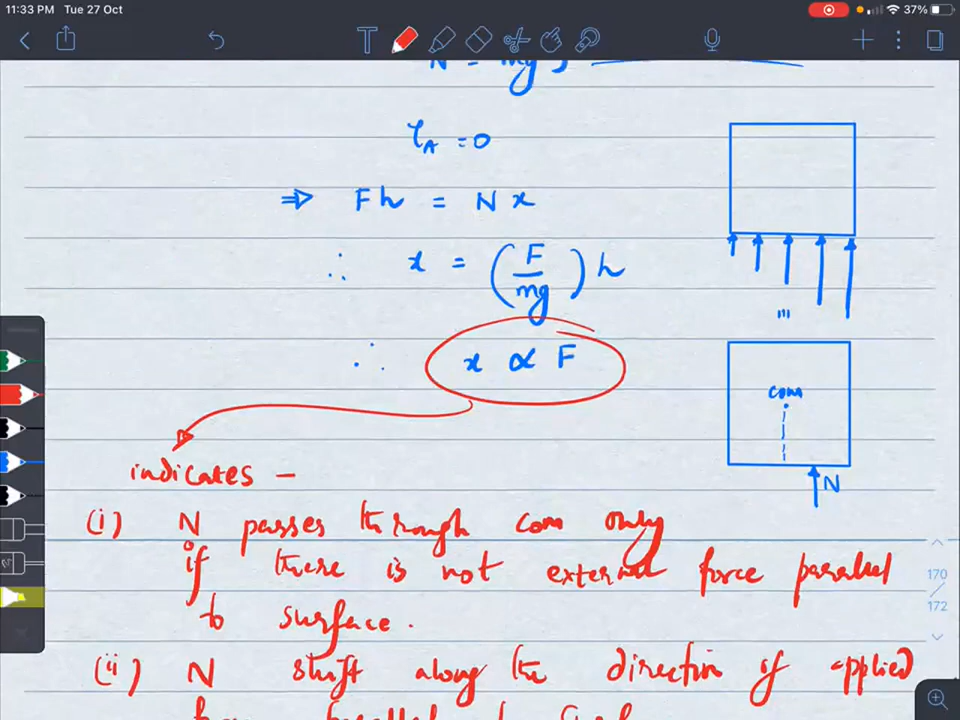 11:33 PM Tue 27 Oct
37%
N = mg
τA = 0
⇒ Fh = N x
∴ x = (F/mg) h
∴ x ∝ F
com
N
indicates –
(i) N passes through com only
if there is not external force parallel
to surface.
170
/
172
(ii) N shift along the direction of applied